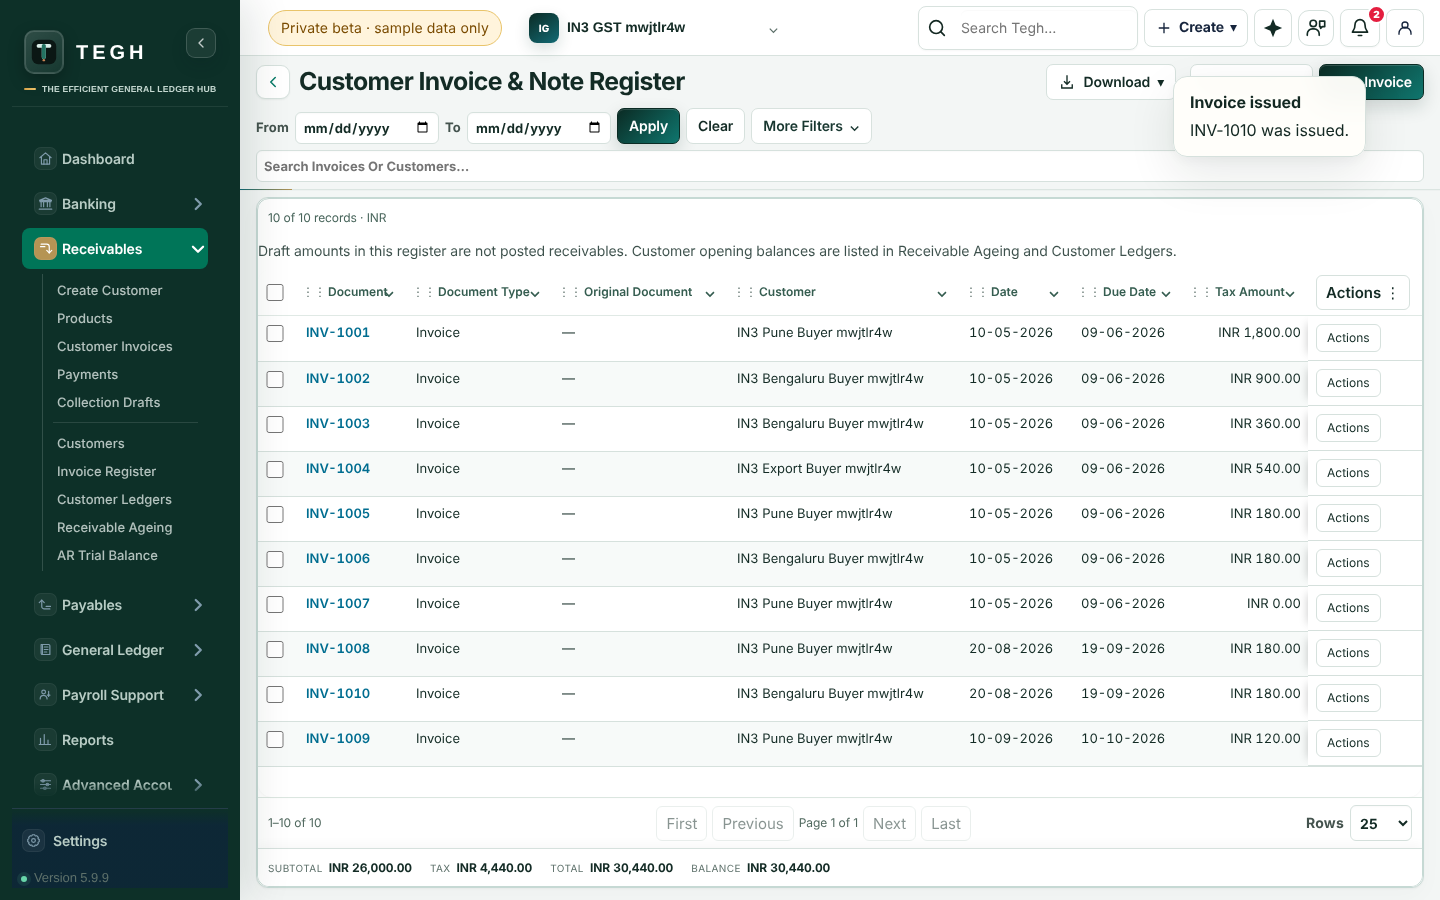 TEGH
THE EFFICIENT GENERAL LEDGER HUB
Dashboard
Banking
Receivables
Create Customer
Products
Customer Invoices
Payments
Collection Drafts
Customers
Invoice Register
Customer Ledgers
Receivable Ageing
AR Trial Balance
Payables
General Ledger
Payroll Support
Reports
Advanced Accou
Settings
Version 5.9.9
Private beta · sample data only
IG IN3 GST mwjtlr4w
Search Tegh...
+ Create ▾
2
Customer Invoice & Note Register
Download ▾
Invoice
Invoice issued
INV-1010 was issued.
From mm/dd/yyyy To mm/dd/yyyy Apply Clear More Filters
Search Invoices Or Customers...
10 of 10 records · INR
Draft amounts in this register are not posted receivables. Customer opening balances are listed in Receivable Ageing and Customer Ledgers.
Document Document Type Original Document Customer Date Due Date Tax Amount Actions ⋮
INV-1001 Invoice — IN3 Pune Buyer mwjtlr4w 10-05-2026 09-06-2026 INR 1,800.00 Actions
INV-1002 Invoice — IN3 Bengaluru Buyer mwjtlr4w 10-05-2026 09-06-2026 INR 900.00 Actions
INV-1003 Invoice — IN3 Bengaluru Buyer mwjtlr4w 10-05-2026 09-06-2026 INR 360.00 Actions
INV-1004 Invoice — IN3 Export Buyer mwjtlr4w 10-05-2026 09-06-2026 INR 540.00 Actions
INV-1005 Invoice — IN3 Pune Buyer mwjtlr4w 10-05-2026 09-06-2026 INR 180.00 Actions
INV-1006 Invoice — IN3 Bengaluru Buyer mwjtlr4w 10-05-2026 09-06-2026 INR 180.00 Actions
INV-1007 Invoice — IN3 Pune Buyer mwjtlr4w 10-05-2026 09-06-2026 INR 0.00 Actions
INV-1008 Invoice — IN3 Pune Buyer mwjtlr4w 20-08-2026 19-09-2026 INR 180.00 Actions
INV-1010 Invoice — IN3 Bengaluru Buyer mwjtlr4w 20-08-2026 19-09-2026 INR 180.00 Actions
INV-1009 Invoice — IN3 Pune Buyer mwjtlr4w 10-09-2026 10-10-2026 INR 120.00 Actions
1–10 of 10 First Previous Page 1 of 1 Next Last Rows 25
SUBTOTAL INR 26,000.00 TAX INR 4,440.00 TOTAL INR 30,440.00 BALANCE INR 30,440.00